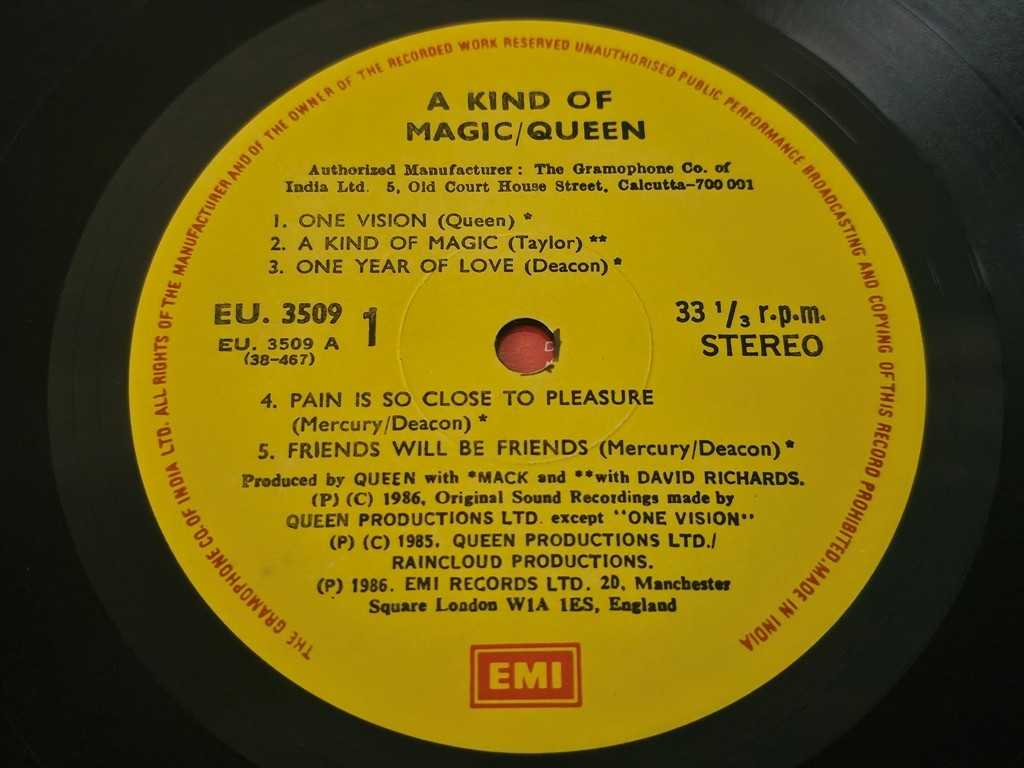 THE GRAMOPHONE CO. OF INDIA LTD. ALL RIGHTS OF THE MANUFACTURER AND OF THE OWNER OF THE RECORDED WORK RESERVED UNAUTHORISED PUBLIC PERFORMANCE BROADCASTING AND COPYING OF THIS RECORD PROHIBITED. MADE IN INDIA
A KIND OF
MAGIC/QUEEN
Authorized Manufacturer: The Gramophone Co. of
India Ltd. 5, Old Court House Street, Calcutta-700 001
1. ONE VISION (Queen) *
2. A KIND OF MAGIC (Taylor) **
3. ONE YEAR OF LOVE (Deacon) *
EU. 3509 1 33 1/3 r.p.m.
EU. 3509 A STEREO
(38-467)
4. PAIN IS SO CLOSE TO PLEASURE
(Mercury/Deacon) *
5. FRIENDS WILL BE FRIENDS (Mercury/Deacon) *
Produced by QUEEN with *MACK and **with DAVID RICHARDS.
(P) (C) 1986, Original Sound Recordings made by
QUEEN PRODUCTIONS LTD. except "ONE VISION"
(P) (C) 1985, QUEEN PRODUCTIONS LTD./
RAINCLOUD PRODUCTIONS.
(P) 1986. EMI RECORDS LTD. 20, Manchester
Square London W1A 1ES, England
EMI